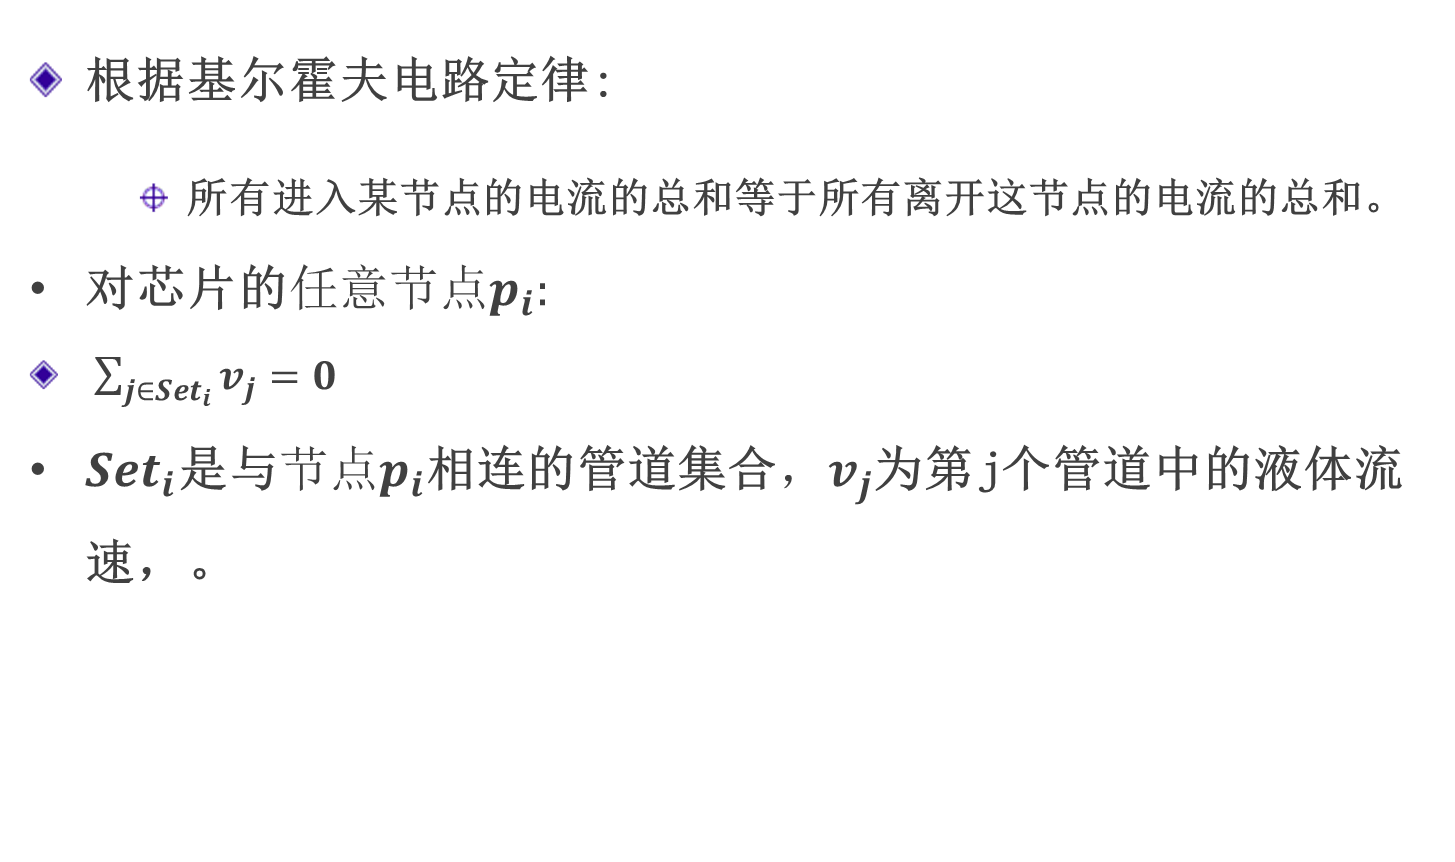 根据基尔霍夫电路定律:
所有进入某节点的电流的总和等于所有离开这节点的电流的总和。
• 对芯片的任意节点p_i:
∑_{j∈Set_i} v_j = 0
• Set_i是与节点p_i相连的管道集合，v_j为第j个管道中的液体流
速，。